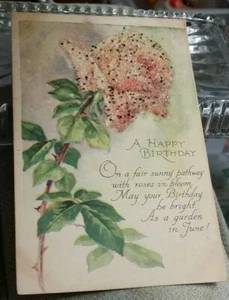 A HAPPY
BIRTHDAY
On a fair sunny pathway
with roses in bloom
May your Birthday
be bright
As a garden
in June!